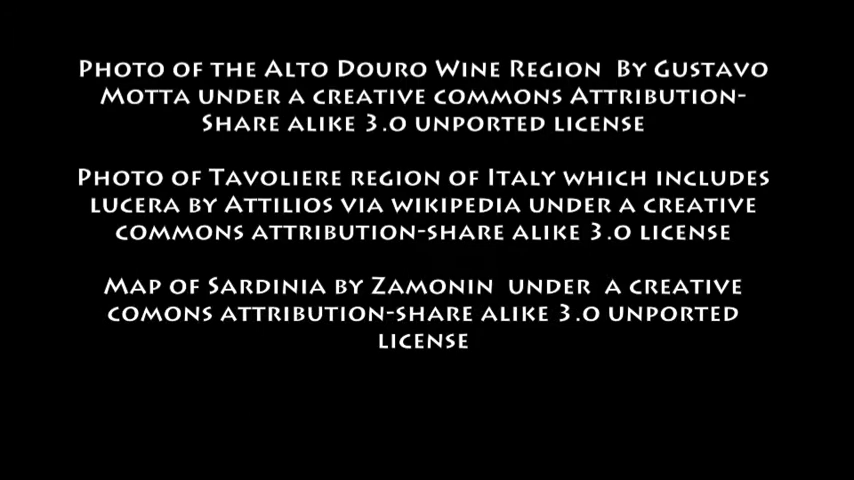 Photo of the Alto Douro Wine Region  By Gustavo
Motta under a creative commons Attribution-
Share alike 3.0 unported license
Photo of Tavoliere region of Italy which includes
lucera by Attilios via wikipedia under a creative
commons attribution-share alike 3.0 license
Map of Sardinia by Zamonin  under  a creative
comons attribution-share alike 3.0 unported
license